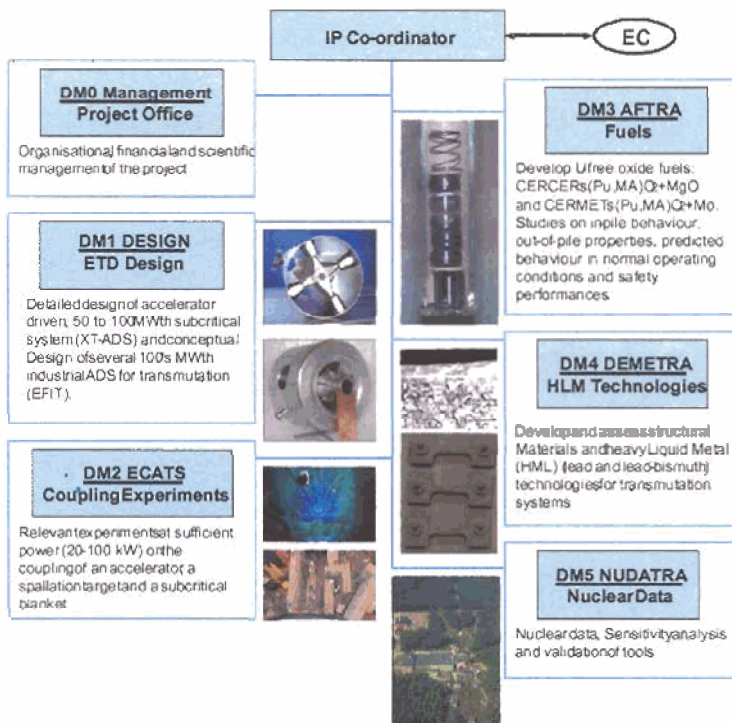 IP Co-ordinator
EC
DM0 Management
Project Office
Organisational, financial and scientific
management of the project
DM1 DESIGN
ETD Design
Detailed design of accelerator
driven, 50 to 100MWth subcritical
system (XT-ADS) and conceptual
Design of several 100's MWth
industrial ADS for transmutation
(EFIT).
DM2 ECATS
Coupling Experiments
Relevant experiments at sufficient
power (20-100 kW) on the
coupling of an accelerator, a
spallation target and a subcritical
blanket
DM3 AFTRA
Fuels
Develop U free oxide fuels:
CERCERs (Pu,MA)O2+MgO
and CERMETs (Pu,MA)O2+Mo.
Studies on inpile behaviour,
out-of-pile properties, predicted
behaviour in normal operating
conditions and safety
performances.
DM4 DEMETRA
HLM Technologies
Develop and assess structural
Materials and heavy Liquid Metal
(HML) (lead and lead-bismuth)
technologies for transmutation
systems
DM5 NUDATRA
Nuclear Data
Nuclear data, Sensitivity analysis
and validation of tools